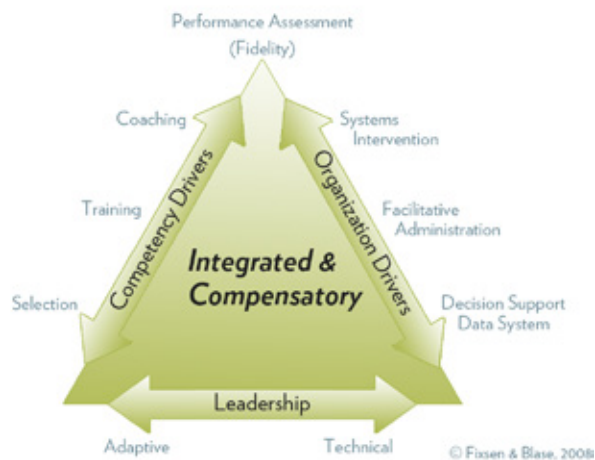 Performance Assessment
(Fidelity)
Coaching
Systems
Intervention
Training
Competency Drivers
Organization Drivers
Facilitative
Administration
Integrated &
Compensatory
Selection
Decision Support
Data System
Leadership
Adaptive
Technical
© Fixsen & Blase, 2008